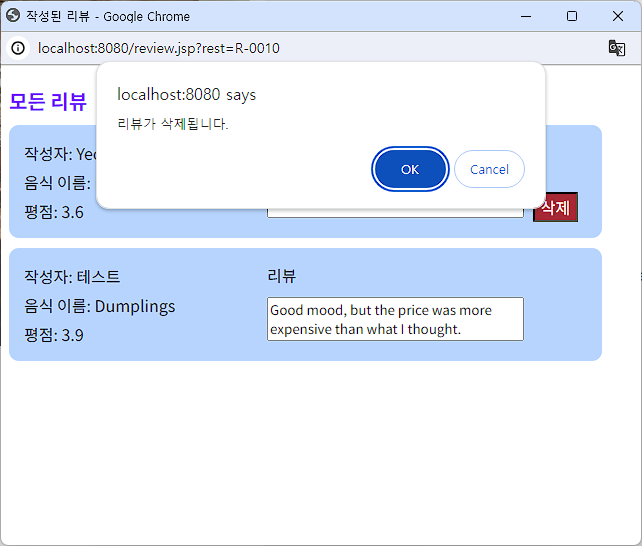 작성된 리뷰 - Google Chrome
localhost:8080/review.jsp?rest=R-0010
모든 리뷰
localhost:8080 says
리뷰가 삭제됩니다.
OK
Cancel
작성자:
음식 이름:
평점: 3.6
삭제
작성자: 테스트
음식 이름: Dumplings
평점: 3.9
리뷰
Good mood, but the price was more
expensive than what I thought.